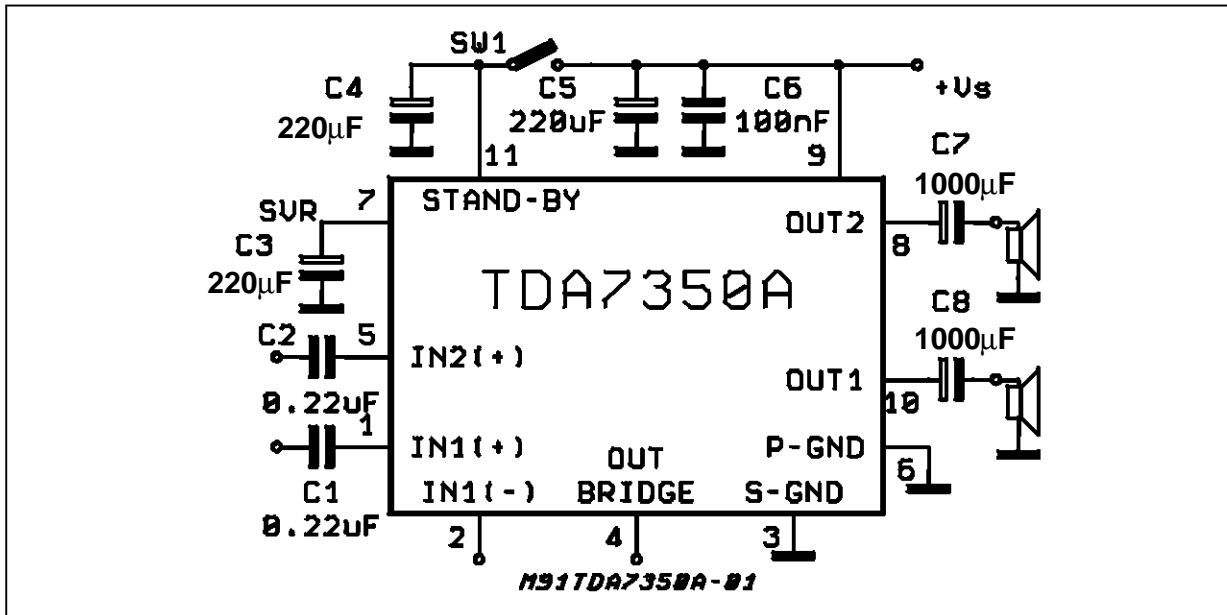 SW1
C4
220μF
C5
220uF
C6
100nF
+Vs
11
9
C7
1000μF
7
STAND-BY
SVR
OUT2
8
C3
220μF
TDA7350A
C2
5
IN2(+)
0.22uF
C8
1000μF
OUT1
10
1
IN1(+)
C1
0.22uF
IN1(-)
OUT
BRIDGE
P-GND
6
S-GND
2
4
3
M91TDA7350A-01